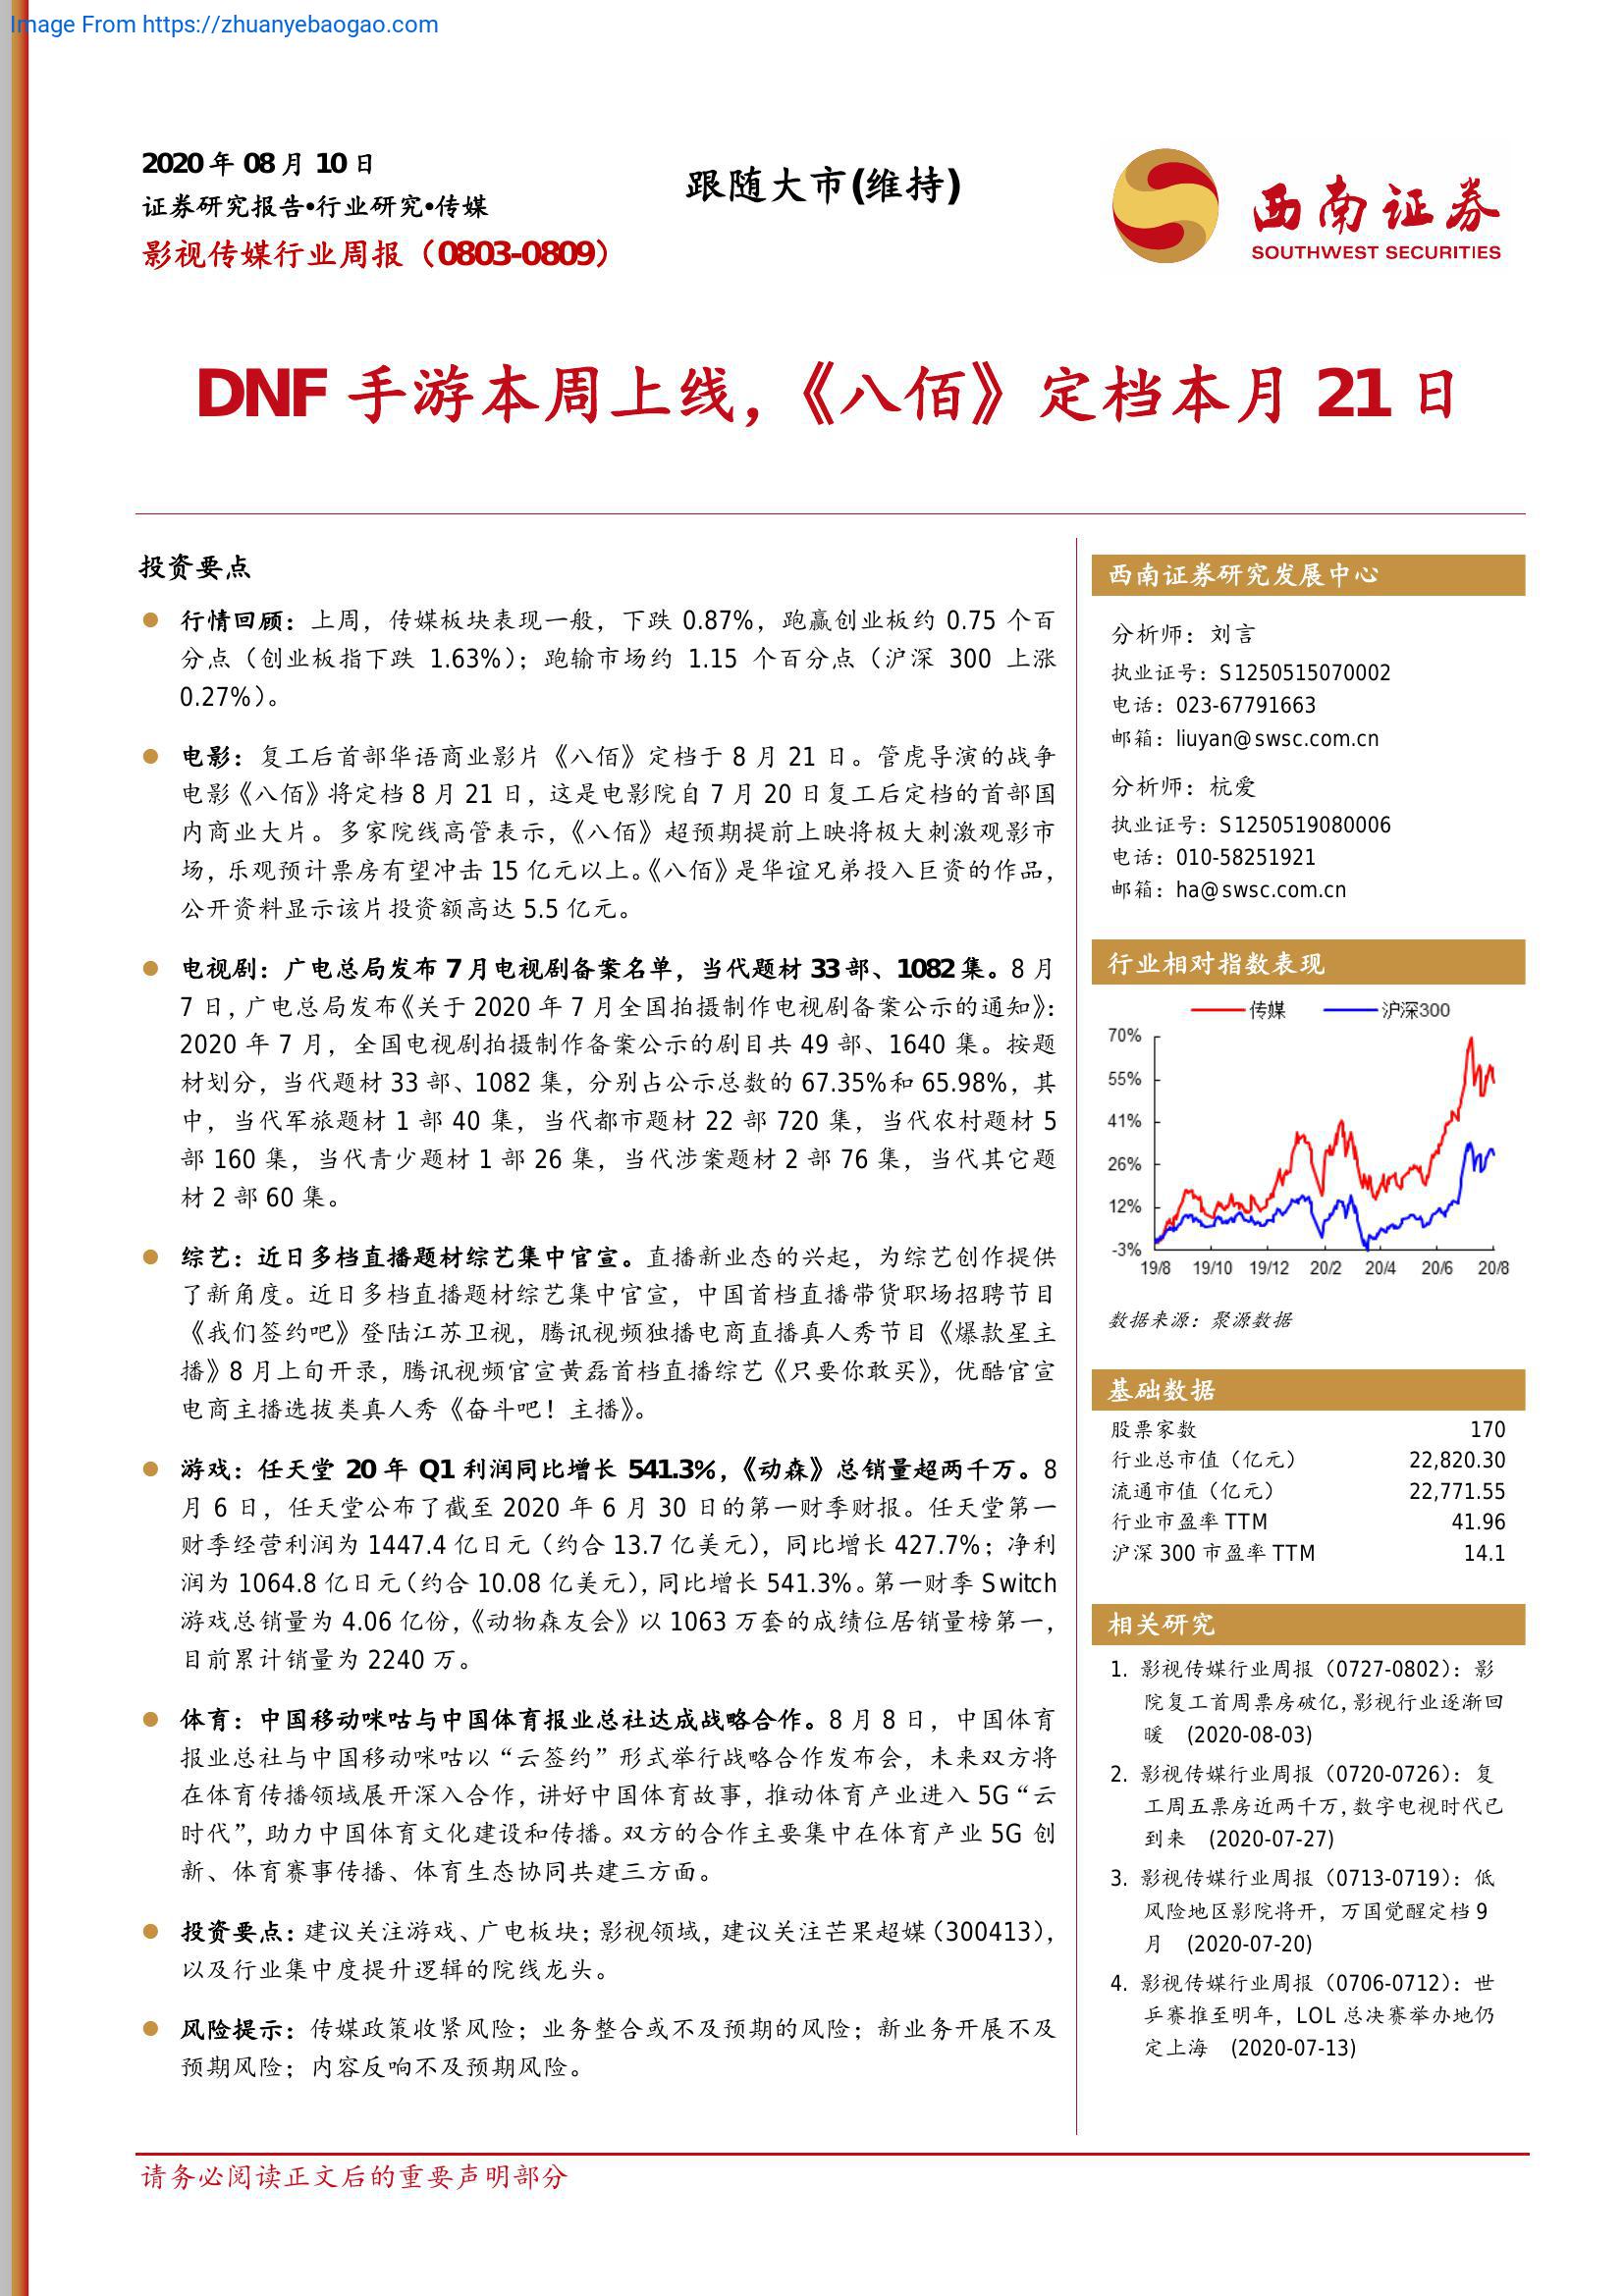 Image From https://zhuanyebaogao.com
2020 年 08 月 10 日
证券研究报告•行业研究•传媒
影视传媒行业周报（0803-0809）
跟随大市(维持)
西南证券
SOUTHWEST SECURITIES
DNF 手游本周上线，《八佰》定档本月 21 日
投资要点
行情回顾：上周，传媒板块表现一般，下跌 0.87%，跑赢创业板约 0.75 个百
分点（创业板指下跌 1.63%）；跑输市场约 1.15 个百分点（沪深 300 上涨
0.27%）。
电影：复工后首部华语商业影片《八佰》定档于 8 月 21 日。管虎导演的战争
电影《八佰》将定档 8 月 21 日，这是电影院自 7 月 20 日复工后定档的首部国
内商业大片。多家院线高管表示，《八佰》超预期提前上映将极大刺激观影市
场，乐观预计票房有望冲击 15 亿元以上。《八佰》是华谊兄弟投入巨资的作品，
公开资料显示该片投资额高达 5.5 亿元。
电视剧：广电总局发布 7 月电视剧备案名单，当代题材 33 部、1082 集。8 月
7 日，广电总局发布《关于 2020 年 7 月全国拍摄制作电视剧备案公示的通知》：
2020 年 7 月，全国电视剧拍摄制作备案公示的剧目共 49 部、1640 集。按题
材划分，当代题材 33 部、1082 集，分别占公示总数的 67.35%和 65.98%，其
中，当代军旅题材 1 部 40 集，当代都市题材 22 部 720 集，当代农村题材 5
部 160 集，当代青少题材 1 部 26 集，当代涉案题材 2 部 76 集，当代其它题
材 2 部 60 集。
综艺：近日多档直播题材综艺集中官宣。直播新业态的兴起，为综艺创作提供
了新角度。近日多档直播题材综艺集中官宣，中国首档直播带货职场招聘节目
《我们签约吧》登陆江苏卫视，腾讯视频独播电商直播真人秀节目《爆款星主
播》8 月上旬开录，腾讯视频官宣黄磊首档直播综艺《只要你敢买》，优酷官宣
电商主播选拔类真人秀《奋斗吧！主播》。
游戏：任天堂 20 年 Q1 利润同比增长 541.3%，《动森》总销量超两千万。8
月 6 日，任天堂公布了截至 2020 年 6 月 30 日的第一财季财报。任天堂第一
财季经营利润为 1447.4 亿日元（约合 13.7 亿美元），同比增长 427.7%；净利
润为 1064.8 亿日元（约合 10.08 亿美元），同比增长 541.3%。第一财季 Switch
游戏总销量为 4.06 亿份，《动物森友会》以 1063 万套的成绩位居销量榜第一，
目前累计销量为 2240 万。
体育：中国移动咪咕与中国体育报业总社达成战略合作。8 月 8 日，中国体育
报业总社与中国移动咪咕以“云签约”形式举行战略合作发布会，未来双方将
在体育传播领域展开深入合作，讲好中国体育故事，推动体育产业进入 5G“云
时代”，助力中国体育文化建设和传播。双方的合作主要集中在体育产业 5G 创
新、体育赛事传播、体育生态协同共建三方面。
投资要点：建议关注游戏、广电板块；影视领域，建议关注芒果超媒（300413），
以及行业集中度提升逻辑的院线龙头。
风险提示：传媒政策收紧风险；业务整合或不及预期的风险；新业务开展不及
预期风险；内容反响不及预期风险。
西南证券研究发展中心
分析师：刘言
执业证号：S1250515070002
电话：023-67791663
邮箱：liuyan@swsc.com.cn
分析师：杭爱
执业证号：S1250519080006
电话：010-58251921
邮箱：ha@swsc.com.cn
行业相对指数表现
传媒 沪深300
70%
55%
41%
26%
12%
-3%
19/8 19/10 19/12 20/2 20/4 20/6 20/8
数据来源：聚源数据
基础数据
股票家数 170
行业总市值（亿元） 22,820.30
流通市值（亿元） 22,771.55
行业市盈率 TTM 41.96
沪深 300 市盈率 TTM 14.1
相关研究
1. 影视传媒行业周报（0727-0802）：影
院复工首周票房破亿，影视行业逐渐回
暖 (2020-08-03)
2. 影视传媒行业周报（0720-0726）：复
工周五票房近两千万，数字电视时代已
到来 (2020-07-27)
3. 影视传媒行业周报（0713-0719）：低
风险地区影院将开，万国觉醒定档 9
月 (2020-07-20)
4. 影视传媒行业周报（0706-0712）：世
乒赛推至明年，LOL 总决赛举办地仍
定上海 (2020-07-13)
请务必阅读正文后的重要声明部分